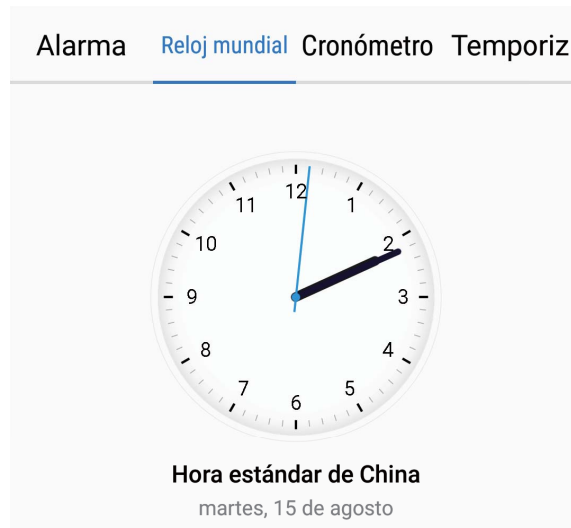 Alarma Reloj mundial Cronómetro Temporiz
12
11 1
10 2
9 3
8 4
7 5
6
Hora estándar de China
martes, 15 de agosto